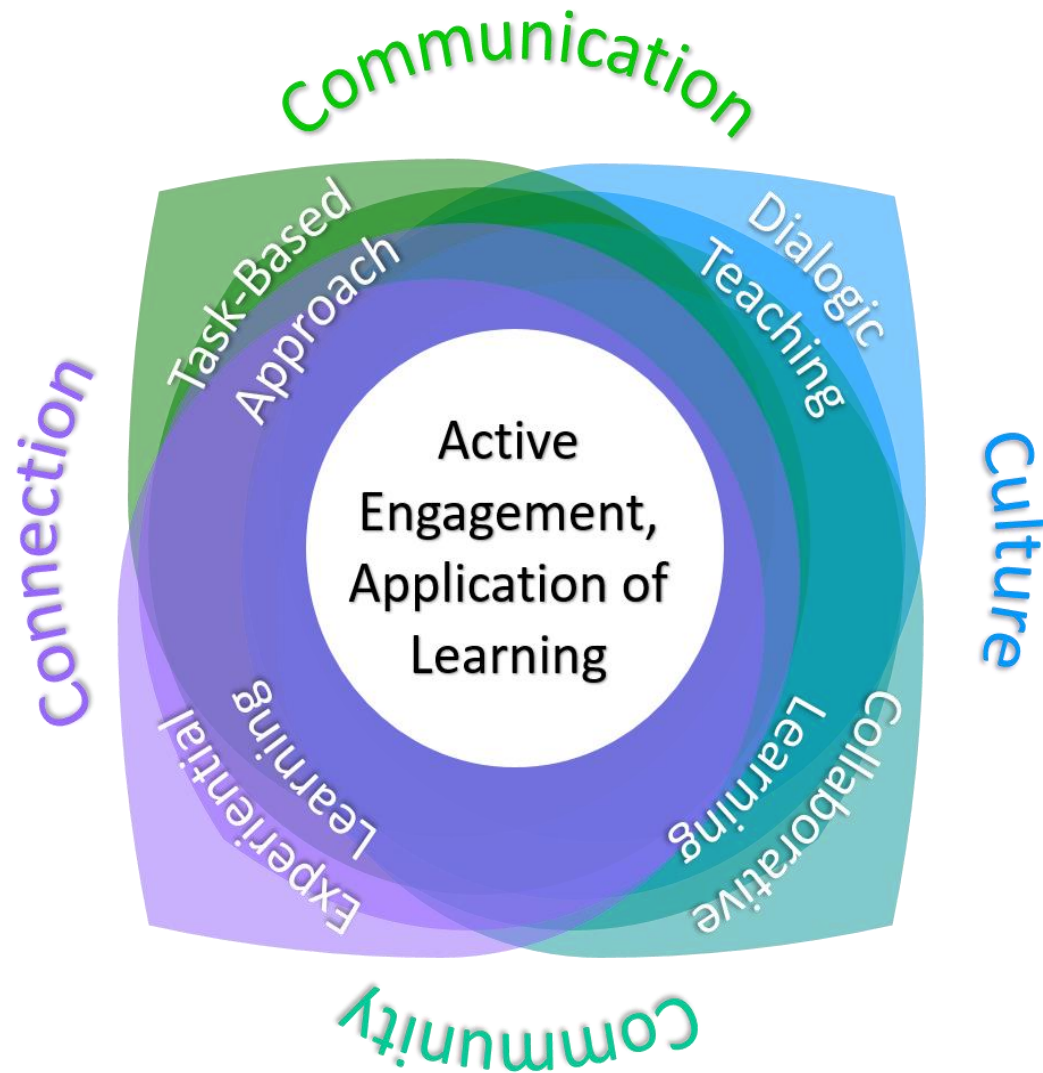 Communication
Task-Based
Approach
Dialogic
Teaching
Connection
Active
Engagement,
Application of
Learning
Culture
Experiential
Learning
Collaborative
Learning
Community